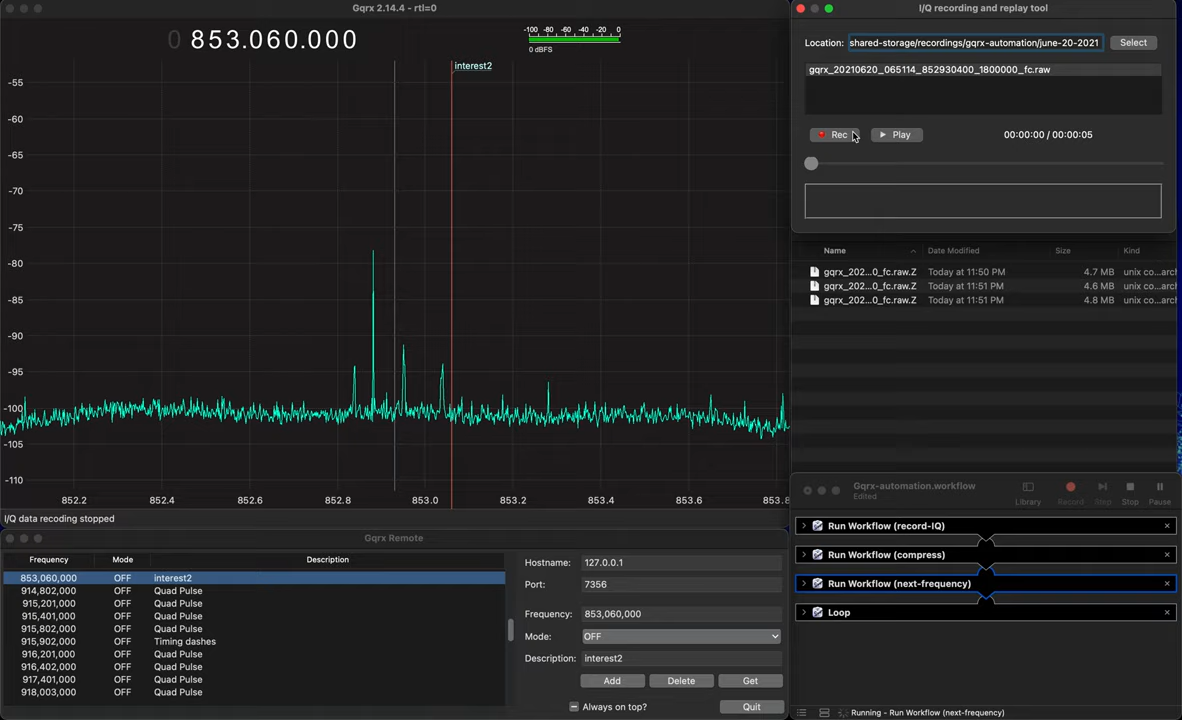 Gqrx 2.14.4 - rtl=0
0 853.060.000
-100 -80 -60 -40 -20 0
0 dBFS
interest2
-55
-60
-65
-70
-75
-80
-85
-90
-95
-100
-105
-110
852.2 852.4 852.6 852.8 853.0 853.2 853.4 853.6 853.8
I/Q data recoding stopped
I/Q recording and replay tool
Location: shared-storage/recordings/gqrx-automation/june-20-2021 Select
gqrx_20210620_065114_852930400_1800000_fc.raw
Rec Play 00:00:00 / 00:00:05
Name Date Modified Size Kind
gqrx_202...0_fc.raw.Z Today at 11:50 PM 4.7 MB unix co...arch
gqrx_202...0_fc.raw.Z Today at 11:51 PM 4.6 MB unix co...arch
gqrx_202...0_fc.raw.Z Today at 11:51 PM 4.8 MB unix co...arch
Gqrx Remote
Frequency Mode Description
853,060,000 OFF interest2
914,802,000 OFF Quad Pulse
915,201,000 OFF Quad Pulse
915,401,000 OFF Quad Pulse
915,802,000 OFF Quad Pulse
915,902,000 OFF Timing dashes
916,201,000 OFF Quad Pulse
916,402,000 OFF Quad Pulse
917,401,000 OFF Quad Pulse
918,003,000 OFF Quad Pulse
Hostname: 127.0.0.1
Port: 7356
Frequency: 853,060,000
Mode: OFF
Description: interest2
Add Delete Get
Always on top? Quit
Gqrx-automation.workflow
Edited
Library Record Step Stop Pause
Run Workflow (record-IQ)
Run Workflow (compress)
Run Workflow (next-frequency)
Loop
Running - Run Workflow (next-frequency)